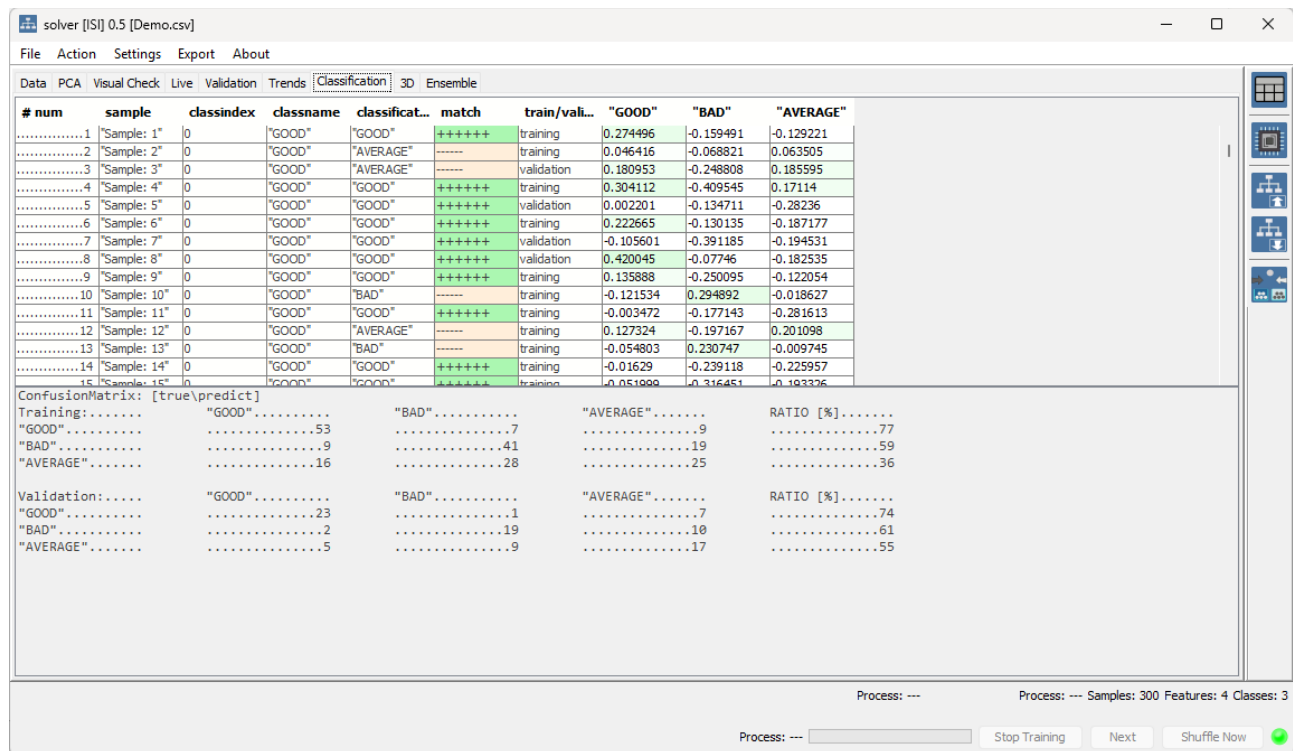 solver [ISI] 0.5 [Demo.csv]
File Action Settings Export About
Data PCA Visual Check Live Validation Trends Classification 3D Ensemble
# num sample classindex classname classificat... match train/vali... "GOOD" "BAD" "AVERAGE"
...............1 "Sample: 1" 0 "GOOD" "GOOD" ++++++ training 0.274496 -0.159491 -0.129221
...............2 "Sample: 2" 0 "GOOD" "AVERAGE" ------ training 0.046416 -0.068821 0.063505
...............3 "Sample: 3" 0 "GOOD" "AVERAGE" ------ validation 0.180953 -0.248808 0.185595
...............4 "Sample: 4" 0 "GOOD" "GOOD" ++++++ training 0.304112 -0.409545 0.17114
...............5 "Sample: 5" 0 "GOOD" "GOOD" ++++++ validation 0.002201 -0.134711 -0.28236
...............6 "Sample: 6" 0 "GOOD" "GOOD" ++++++ training 0.222665 -0.130135 -0.187177
...............7 "Sample: 7" 0 "GOOD" "GOOD" ++++++ validation -0.105601 -0.391185 -0.194531
...............8 "Sample: 8" 0 "GOOD" "GOOD" ++++++ validation 0.420045 -0.07746 -0.182535
...............9 "Sample: 9" 0 "GOOD" "GOOD" ++++++ training 0.135888 -0.250095 -0.122054
..............10 "Sample: 10" 0 "GOOD" "BAD" ------ training -0.121534 0.294892 -0.018627
..............11 "Sample: 11" 0 "GOOD" "GOOD" ++++++ training -0.003472 -0.177143 -0.281613
..............12 "Sample: 12" 0 "GOOD" "AVERAGE" ------ training 0.127324 -0.197167 0.201098
..............13 "Sample: 13" 0 "GOOD" "BAD" ------ training -0.054803 0.230747 -0.009745
..............14 "Sample: 14" 0 "GOOD" "GOOD" ++++++ training -0.01629 -0.239118 -0.225957
15 "Sample: 15" 0 "GOOD" "GOOD" ++++++ training -0.051999 -0.316451 -0.193326
ConfusionMatrix: [true\predict]
Training:....... "GOOD".......... "BAD"........... "AVERAGE"....... RATIO [%].......
"GOOD".......... ..............53 ...............7 ...............9 ..............77
"BAD"........... ...............9 ..............41 ..............19 ..............59
"AVERAGE"....... ..............16 ..............28 ..............25 ..............36
Validation:..... "GOOD".......... "BAD"........... "AVERAGE"....... RATIO [%].......
"GOOD".......... ..............23 ...............1 ...............7 ..............74
"BAD"........... ...............2 ..............19 ..............10 ..............61
"AVERAGE"....... ...............5 ...............9 ..............17 ..............55
Process: --- Process: --- Samples: 300 Features: 4 Classes: 3
Process: --- Stop Training Next Shuffle Now